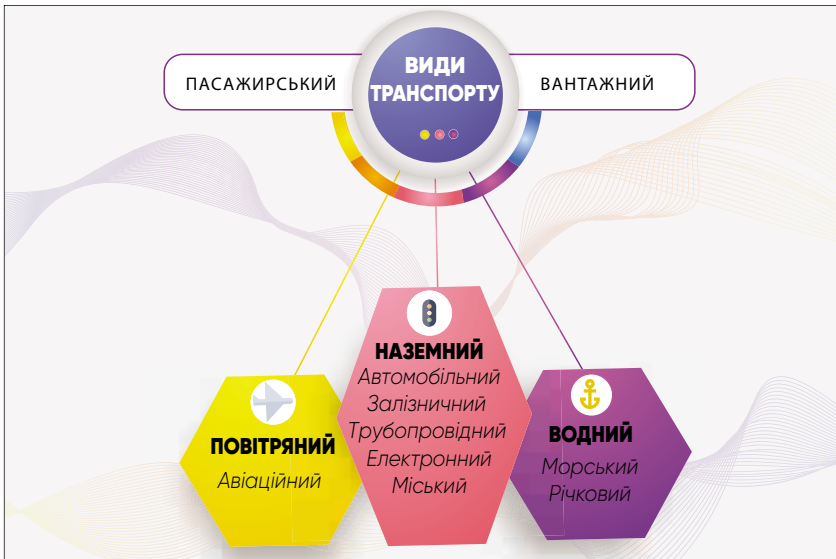 ПАСАЖИРСЬКИЙ
ВИДИ
ТРАНСПОРТУ
ВАНТАЖНИЙ
ПОВІТРЯНИЙ
Авіаційний
НАЗЕМНИЙ
Автомобільний
Залізничний
Трубопровідний
Електронний
Міський
ВОДНИЙ
Морський
Річковий